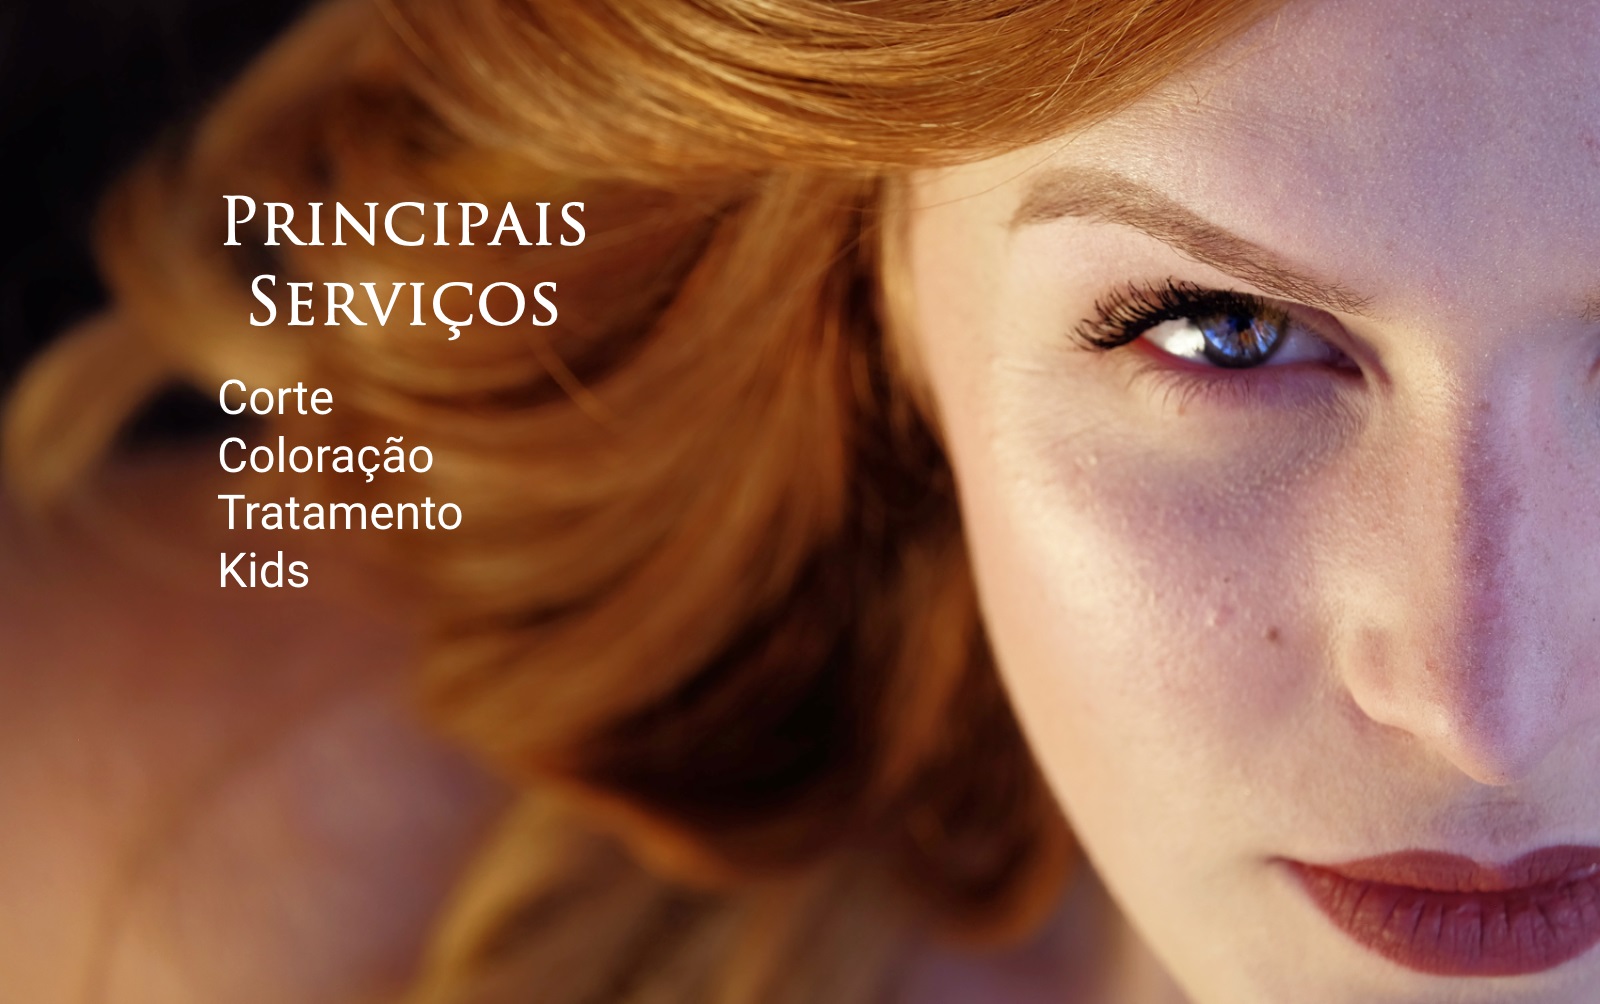 Principais
Serviços
Corte
Coloração
Tratamento
Kids